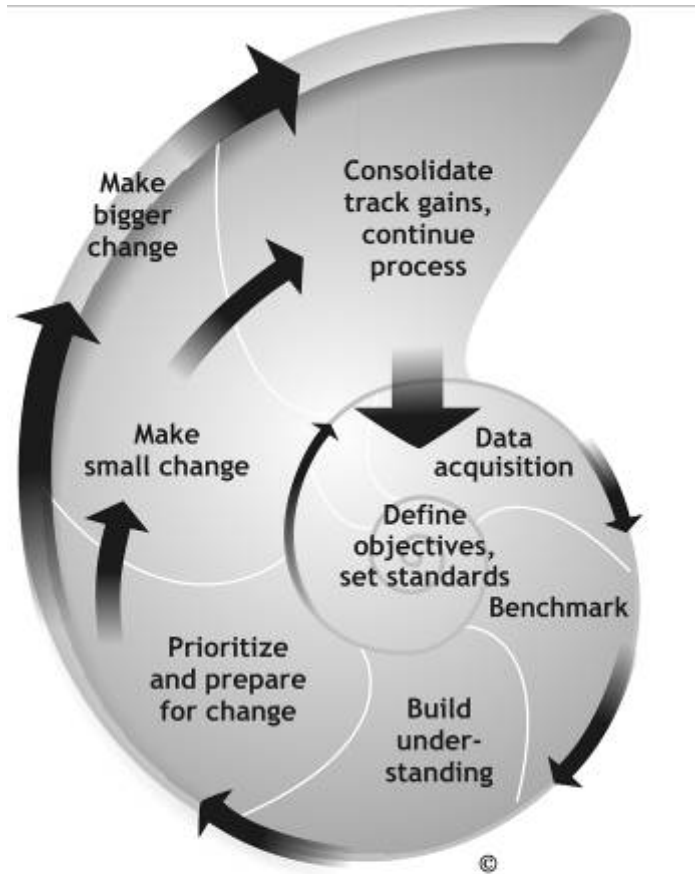 Consolidate
track gains,
continue
process
Make
bigger
change
Make
small change
Data
acquisition
Define
objectives,
set standards
Benchmark
Prioritize
and prepare
for change
Build
under-
standing
©